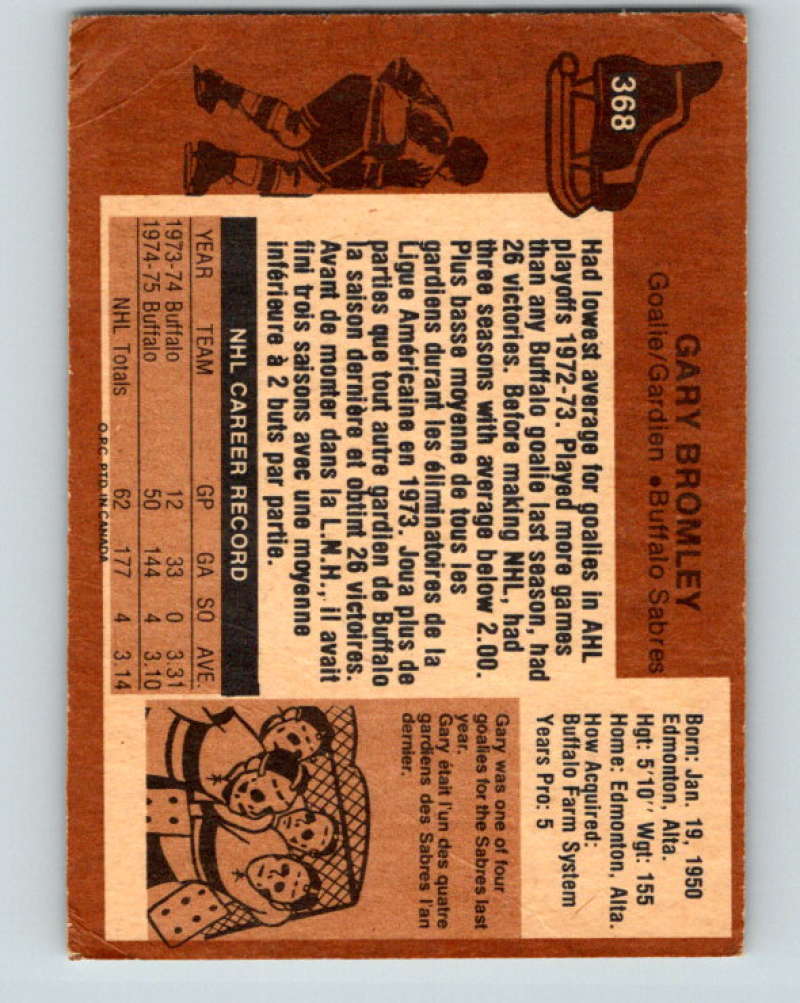 368
GARY BROMLEY
Goalie/Gardien ●Buffalo Sabres
Born: Jan. 19, 1950
Edmonton, Alta.
Hgt: 5'10'' Wgt: 155
Home: Edmonton, Alta.
How Acquired:
Buffalo Farm System
Years Pro: 5
Had lowest average for goalies in AHL
playoffs 1972-73. Played more games
than any Buffalo goalie last season, had
26 victories. Before making NHL, had
three seasons with average below 2.00.
Plus basse moyenne de tous les
gardiens durant les éliminatoires de la
Ligue Américaine en 1973. Joua plus de
parties que tout autre gardien de Buffalo
la saison dernière et obtint 26 victoires.
Avant de monter dans la L.N.H., il avait
fini trois saisons avec une moyenne
inférieure à 2 buts par partie.
NHL CAREER RECORD
YEAR TEAM GP GA SO AVE.
1973-74 Buffalo 12 33 0 3.31
1974-75 Buffalo 50 144 4 3.10
NHL Totals 62 177 4 3.14
Gary was one of four
goalies for the Sabres last
year.
Gary était l'un des quatre
gardiens des Sabres l'an
dernier.
O.P.C. PTD. IN CANADA